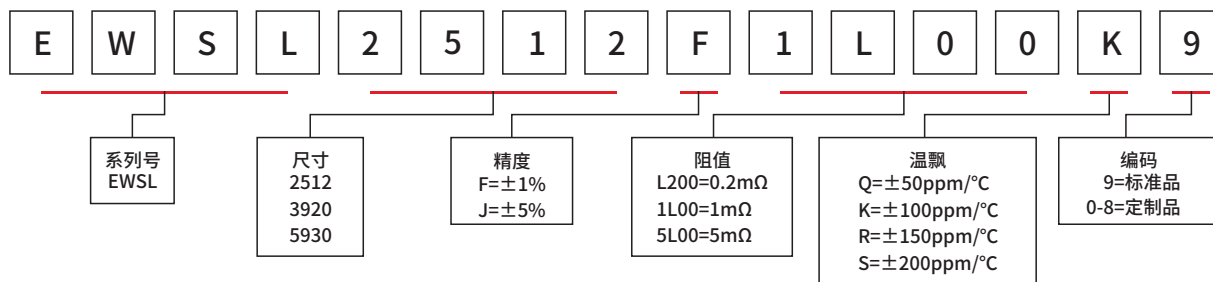 E W S L 2 5 1 2 F 1 L 0 0 K 9
系列号
EWSL
尺寸
2512
3920
5930
精度
F=±1%
J=±5%
阻值
L200=0.2mΩ
1L00=1mΩ
5L00=5mΩ
温飘
Q=±50ppm/°C
K=±100ppm/°C
R=±150ppm/°C
S=±200ppm/°C
编码
9=标准品
0-8=定制品